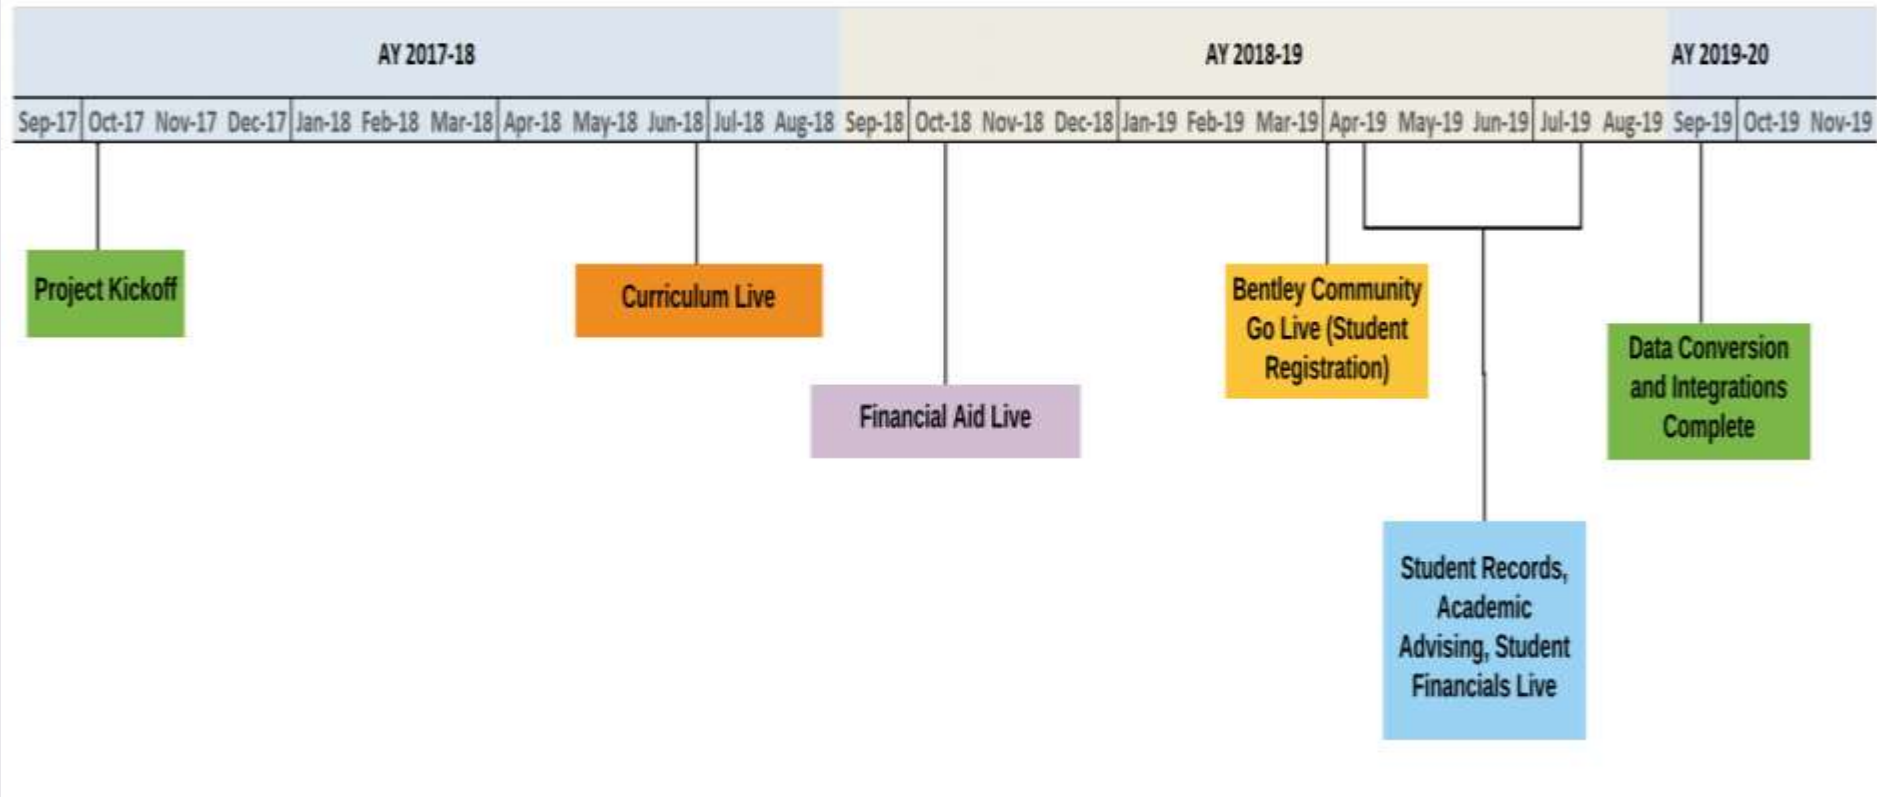 AY 2017-18 AY 2018-19 AY 2019-20
Sep-17 Oct-17 Nov-17 Dec-17 Jan-18 Feb-18 Mar-18 Apr-18 May-18 Jun-18 Jul-18 Aug-18 Sep-18 Oct-18 Nov-18 Dec-18 Jan-19 Feb-19 Mar-19 Apr-19 May-19 Jun-19 Jul-19 Aug-19 Sep-19 Oct-19 Nov-19
Project Kickoff
Curriculum Live
Financial Aid Live
Bentley Community
Go Live (Student
Registration)
Student Records,
Academic
Advising, Student
Financials Live
Data Conversion
and Integrations
Complete